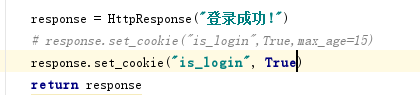 response = HttpResponse("登录成功!")
# response.set_cookie("is_login",True,max_age=15)
response.set_cookie("is_login", True)
return response